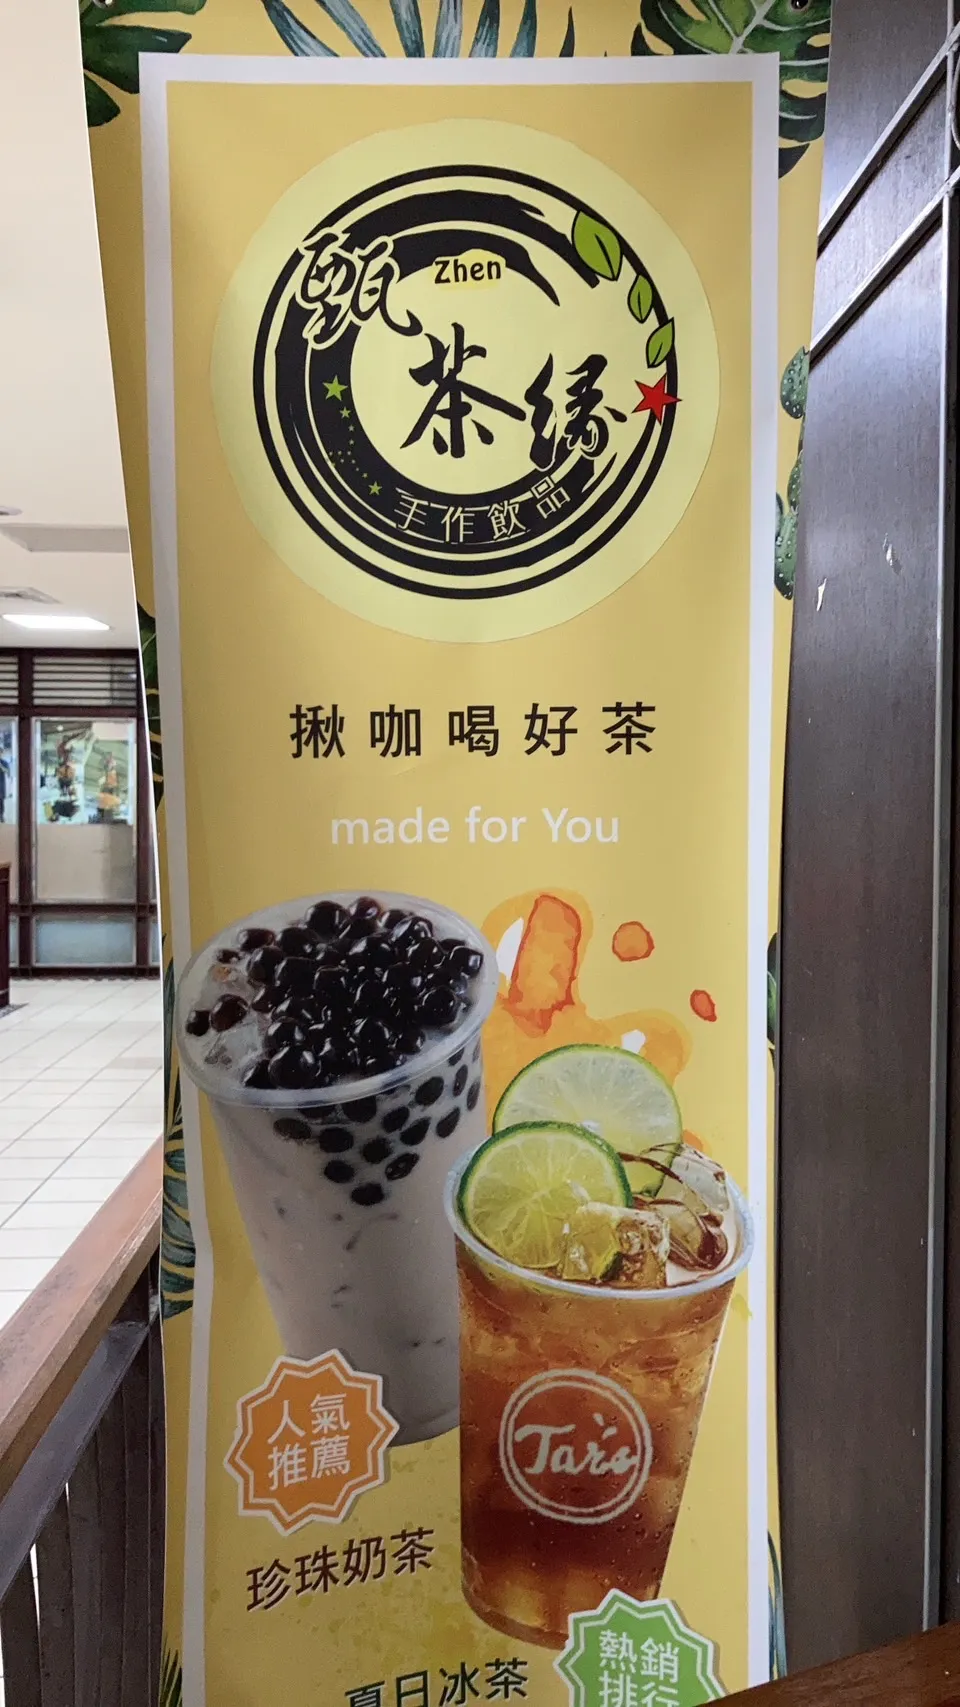 甄
Zhen
茶緣
手作飲品
揪咖喝好茶
made for You
Tar's
人氣
推薦
珍珠奶茶
夏日冰茶
熱銷
排行